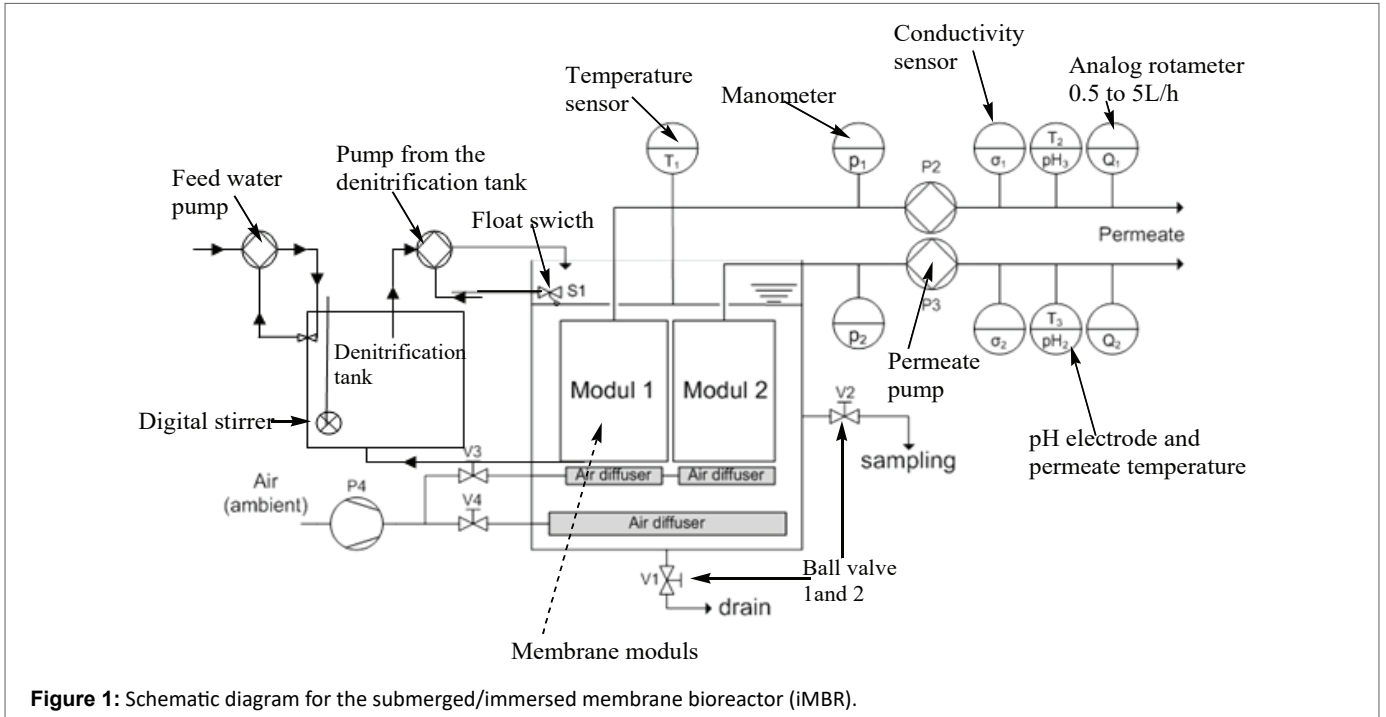 Conductivity
sensor
Analog rotameter
0.5 to 5L/h
Temperature
sensor
Manometer
Pump from the
denitrification tank
Feed water
pump
Float swicth
T1
p1
P2
σ1
T2
pH3
Q1
Permeate
S1
P3
p2
σ2
T3
pH2
Q2
Denitrification
tank
Modul 1
Modul 2
Permeate
pump
Digital stirrer
V2
sampling
pH electrode and
permeate temperature
V3
Air diffuser
Air diffuser
Air
(ambient)
P4
V4
Air diffuser
V1
Ball valve
1and 2
drain
Membrane moduls
Figure 1: Schematic diagram for the submerged/immersed membrane bioreactor (iMBR).